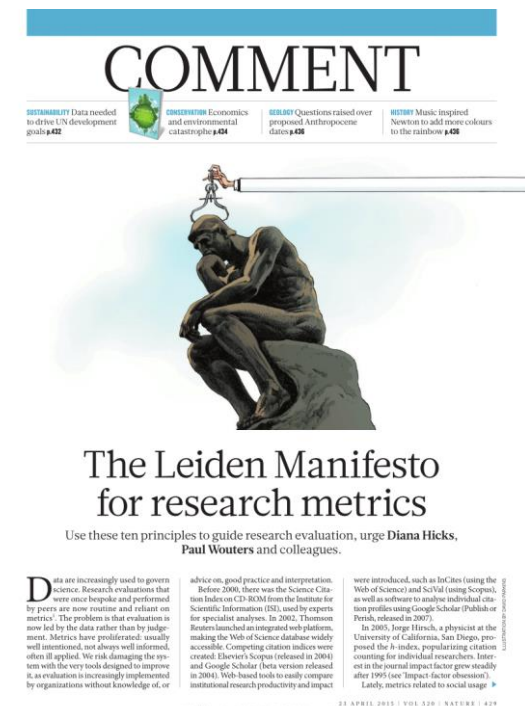 COMMENT
SUSTAINABILITY Data needed
to drive UN development
goals p.432
CONSERVATION Economics
and environmental
catastrophe p.434
GEOLOGY Questions raised over
proposed Anthropocene
dates p.436
HISTORY Music inspired
Newton to add more colours
to the rainbow p.436
The Leiden Manifesto
for research metrics
Use these ten principles to guide research evaluation, urge Diana Hicks,
Paul Wouters and colleagues.
Data are increasingly used to govern
science. Research evaluations that
were once bespoke and performed
by peers are now routine and reliant on
metrics¹. The problem is that evaluation is
now led by the data rather than by judge-
ment. Metrics have proliferated: usually
well intentioned, not always well informed,
often ill applied. We risk damaging the sys-
tem with the very tools designed to improve
it, as evaluation is increasingly implemented
by organizations without knowledge of, or
advice on, good practice and interpretation.
Before 2000, there was the Science Cita-
tion Index on CD-ROM from the Institute for
Scientific Information (ISI), used by experts
for specialist analyses. In 2002, Thomson
Reuters launched an integrated web platform,
making the Web of Science database widely
accessible. Competing citation indices were
created: Elsevier's Scopus (released in 2004)
and Google Scholar (beta version released
in 2004). Web-based tools to easily compare
institutional research productivity and impact
were introduced, such as InCites (using the
Web of Science) and SciVal (using Scopus),
as well as software to analyse individual cita-
tion profiles using Google Scholar (Publish or
Perish, released in 2007).
In 2005, Jorge Hirsch, a physicist at the
University of California, San Diego, pro-
posed the h-index, popularizing citation
counting for individual researchers. Inter-
est in the journal impact factor grew steadily
after 1995 (see 'Impact-factor obsession').
Lately, metrics related to social usage
ILLUSTRATION BY DAVID PARKINS
23 APRIL 2015 | VOL 520 | NATURE | 429